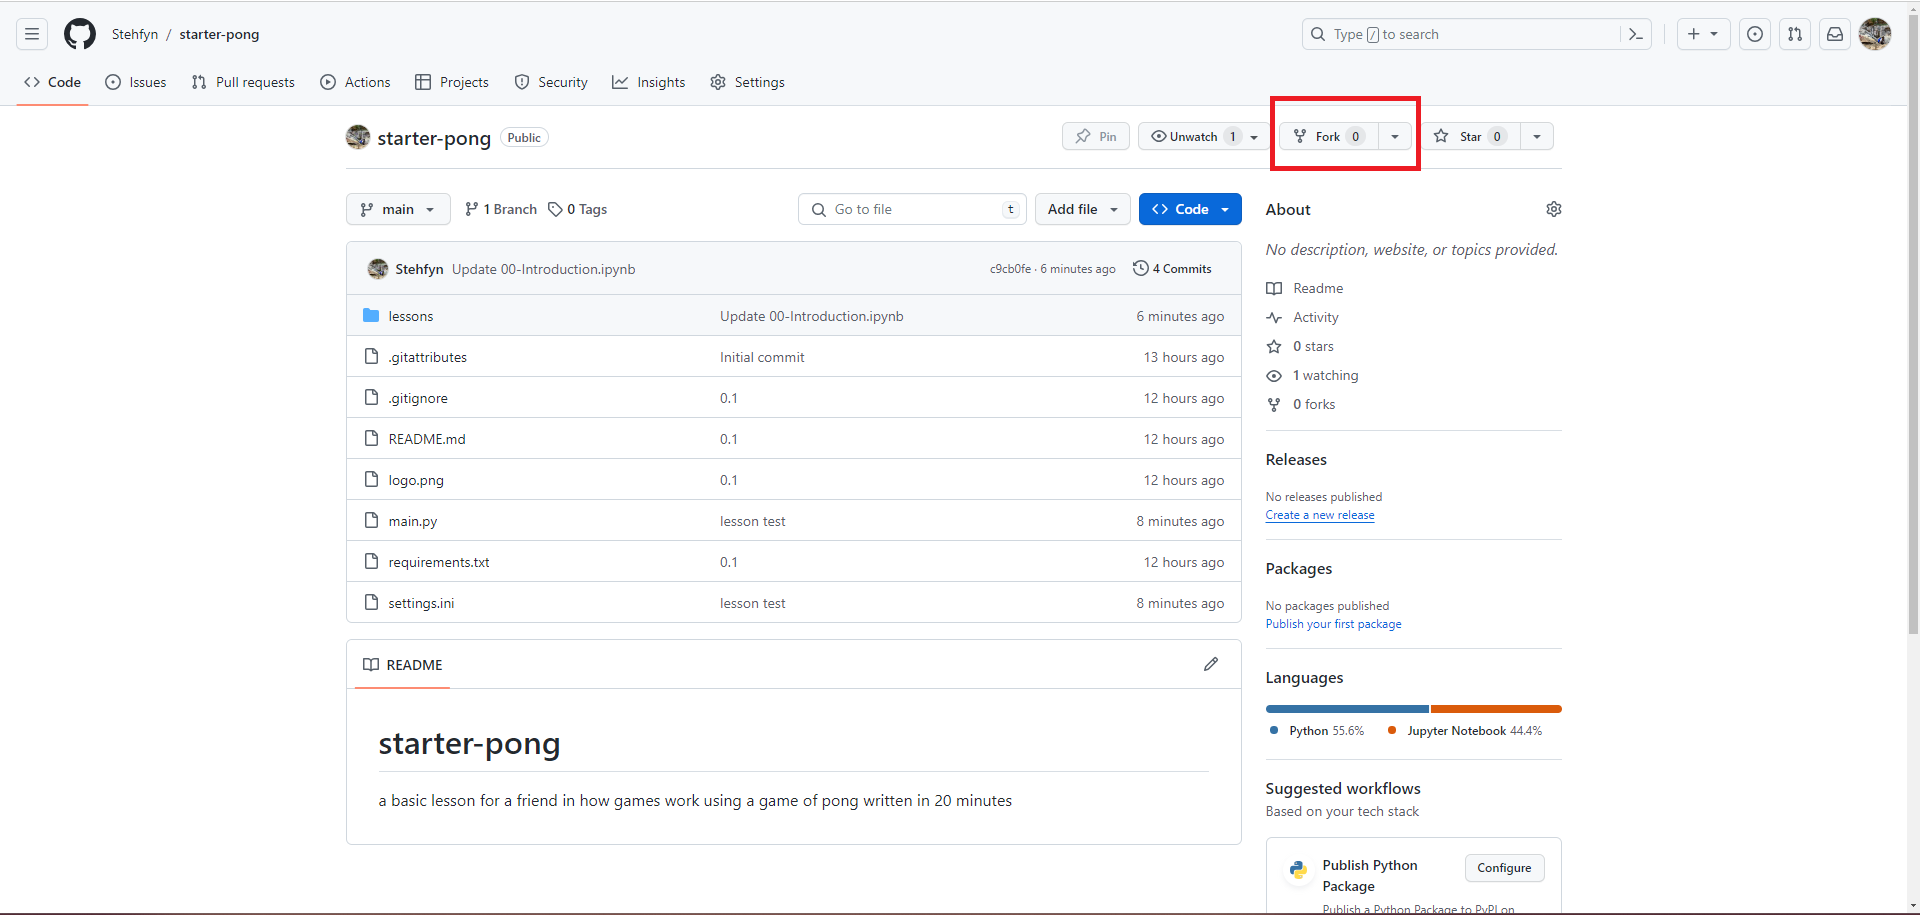 Stehfyn / starter-pong
Type / to search
Code Issues Pull requests Actions Projects Security Insights Settings
starter-pong Public
Pin Unwatch 1 Fork 0 Star 0
main 1 Branch 0 Tags Go to file t Add file Code
Stehfyn Update 00-Introduction.ipynb c9cb0fe · 6 minutes ago 4 Commits
lessons Update 00-Introduction.ipynb 6 minutes ago
.gitattributes Initial commit 13 hours ago
.gitignore 0.1 12 hours ago
README.md 0.1 12 hours ago
logo.png 0.1 12 hours ago
main.py lesson test 8 minutes ago
requirements.txt 0.1 12 hours ago
settings.ini lesson test 8 minutes ago
README
starter-pong
a basic lesson for a friend in how games work using a game of pong written in 20 minutes
About
No description, website, or topics provided.
Readme
Activity
0 stars
1 watching
0 forks
Releases
No releases published
Create a new release
Packages
No packages published
Publish your first package
Languages
Python 55.6% Jupyter Notebook 44.4%
Suggested workflows
Based on your tech stack
Publish Python
Package
Configure
Publish a Python Package to PyPI on